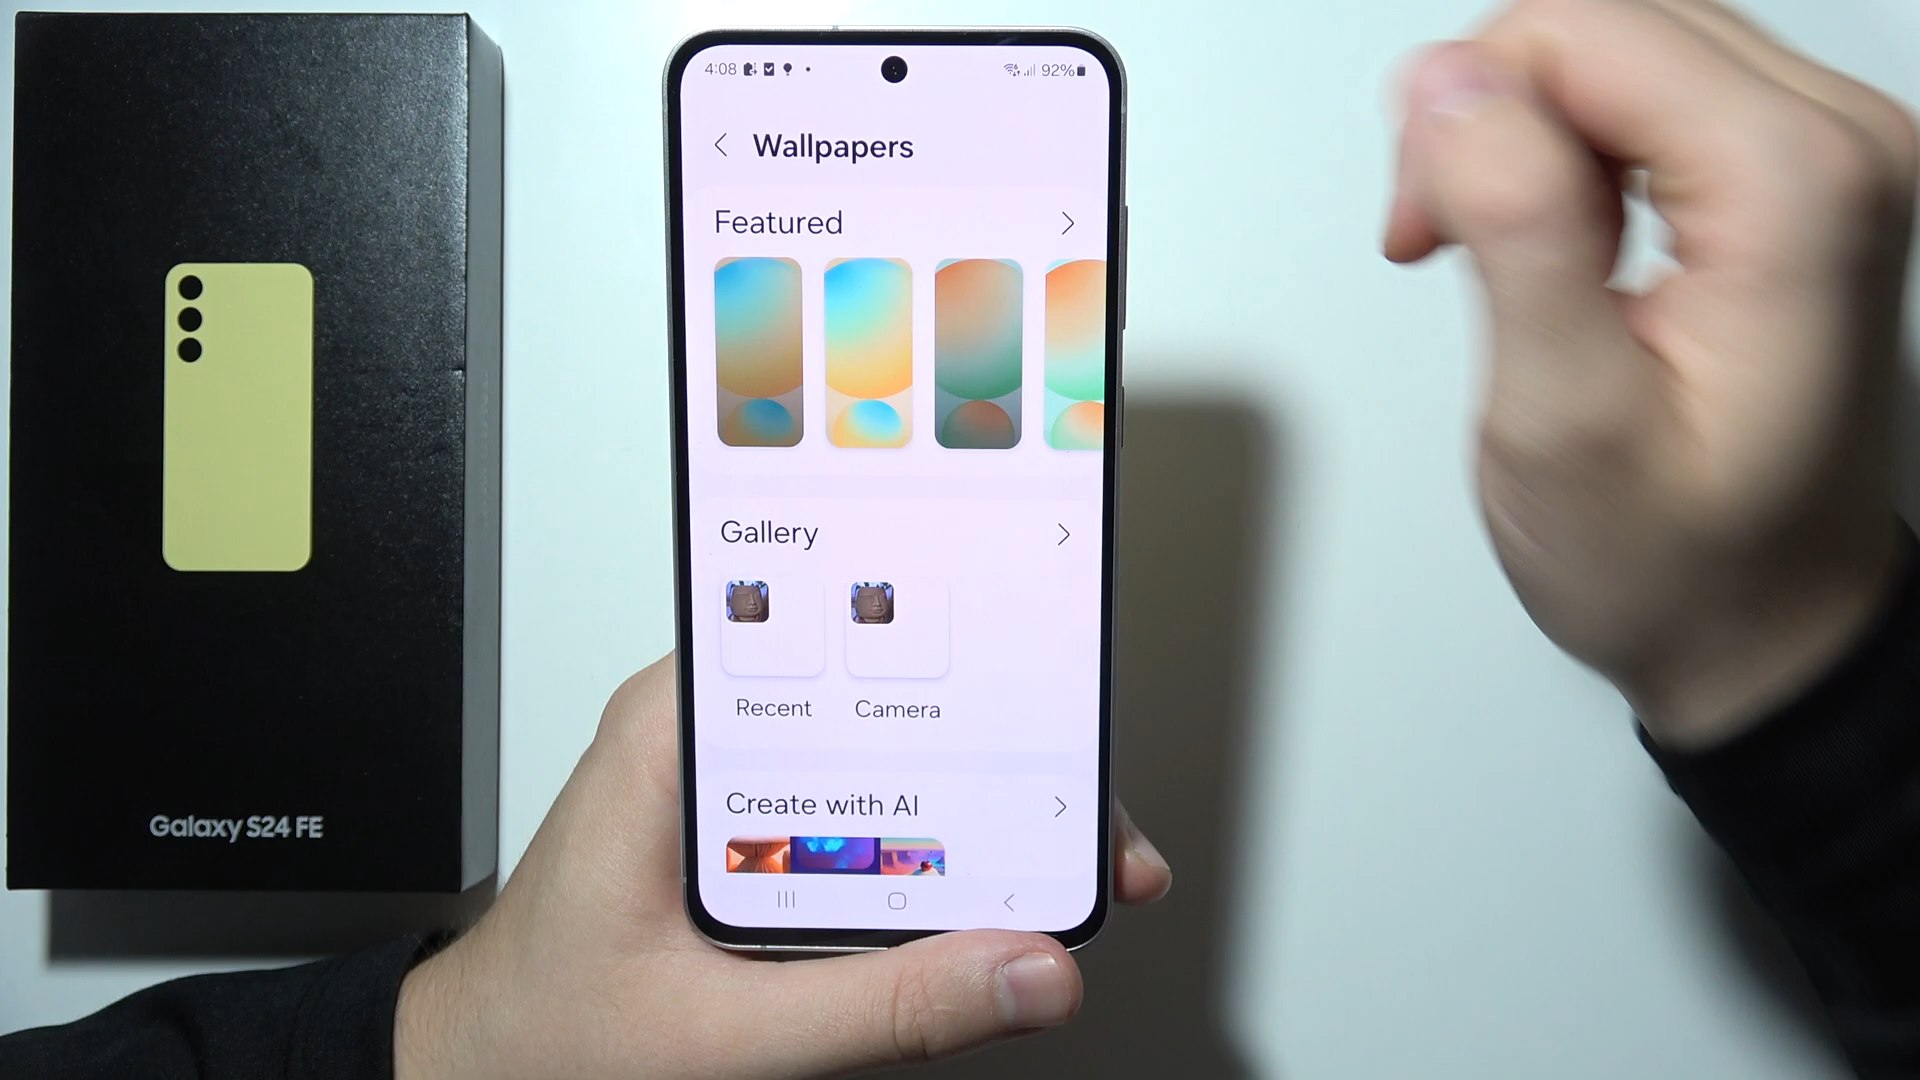 4:08
92%
Wallpapers
Featured
Gallery
Recent
Camera
Create with AI
Galaxy S24 FE